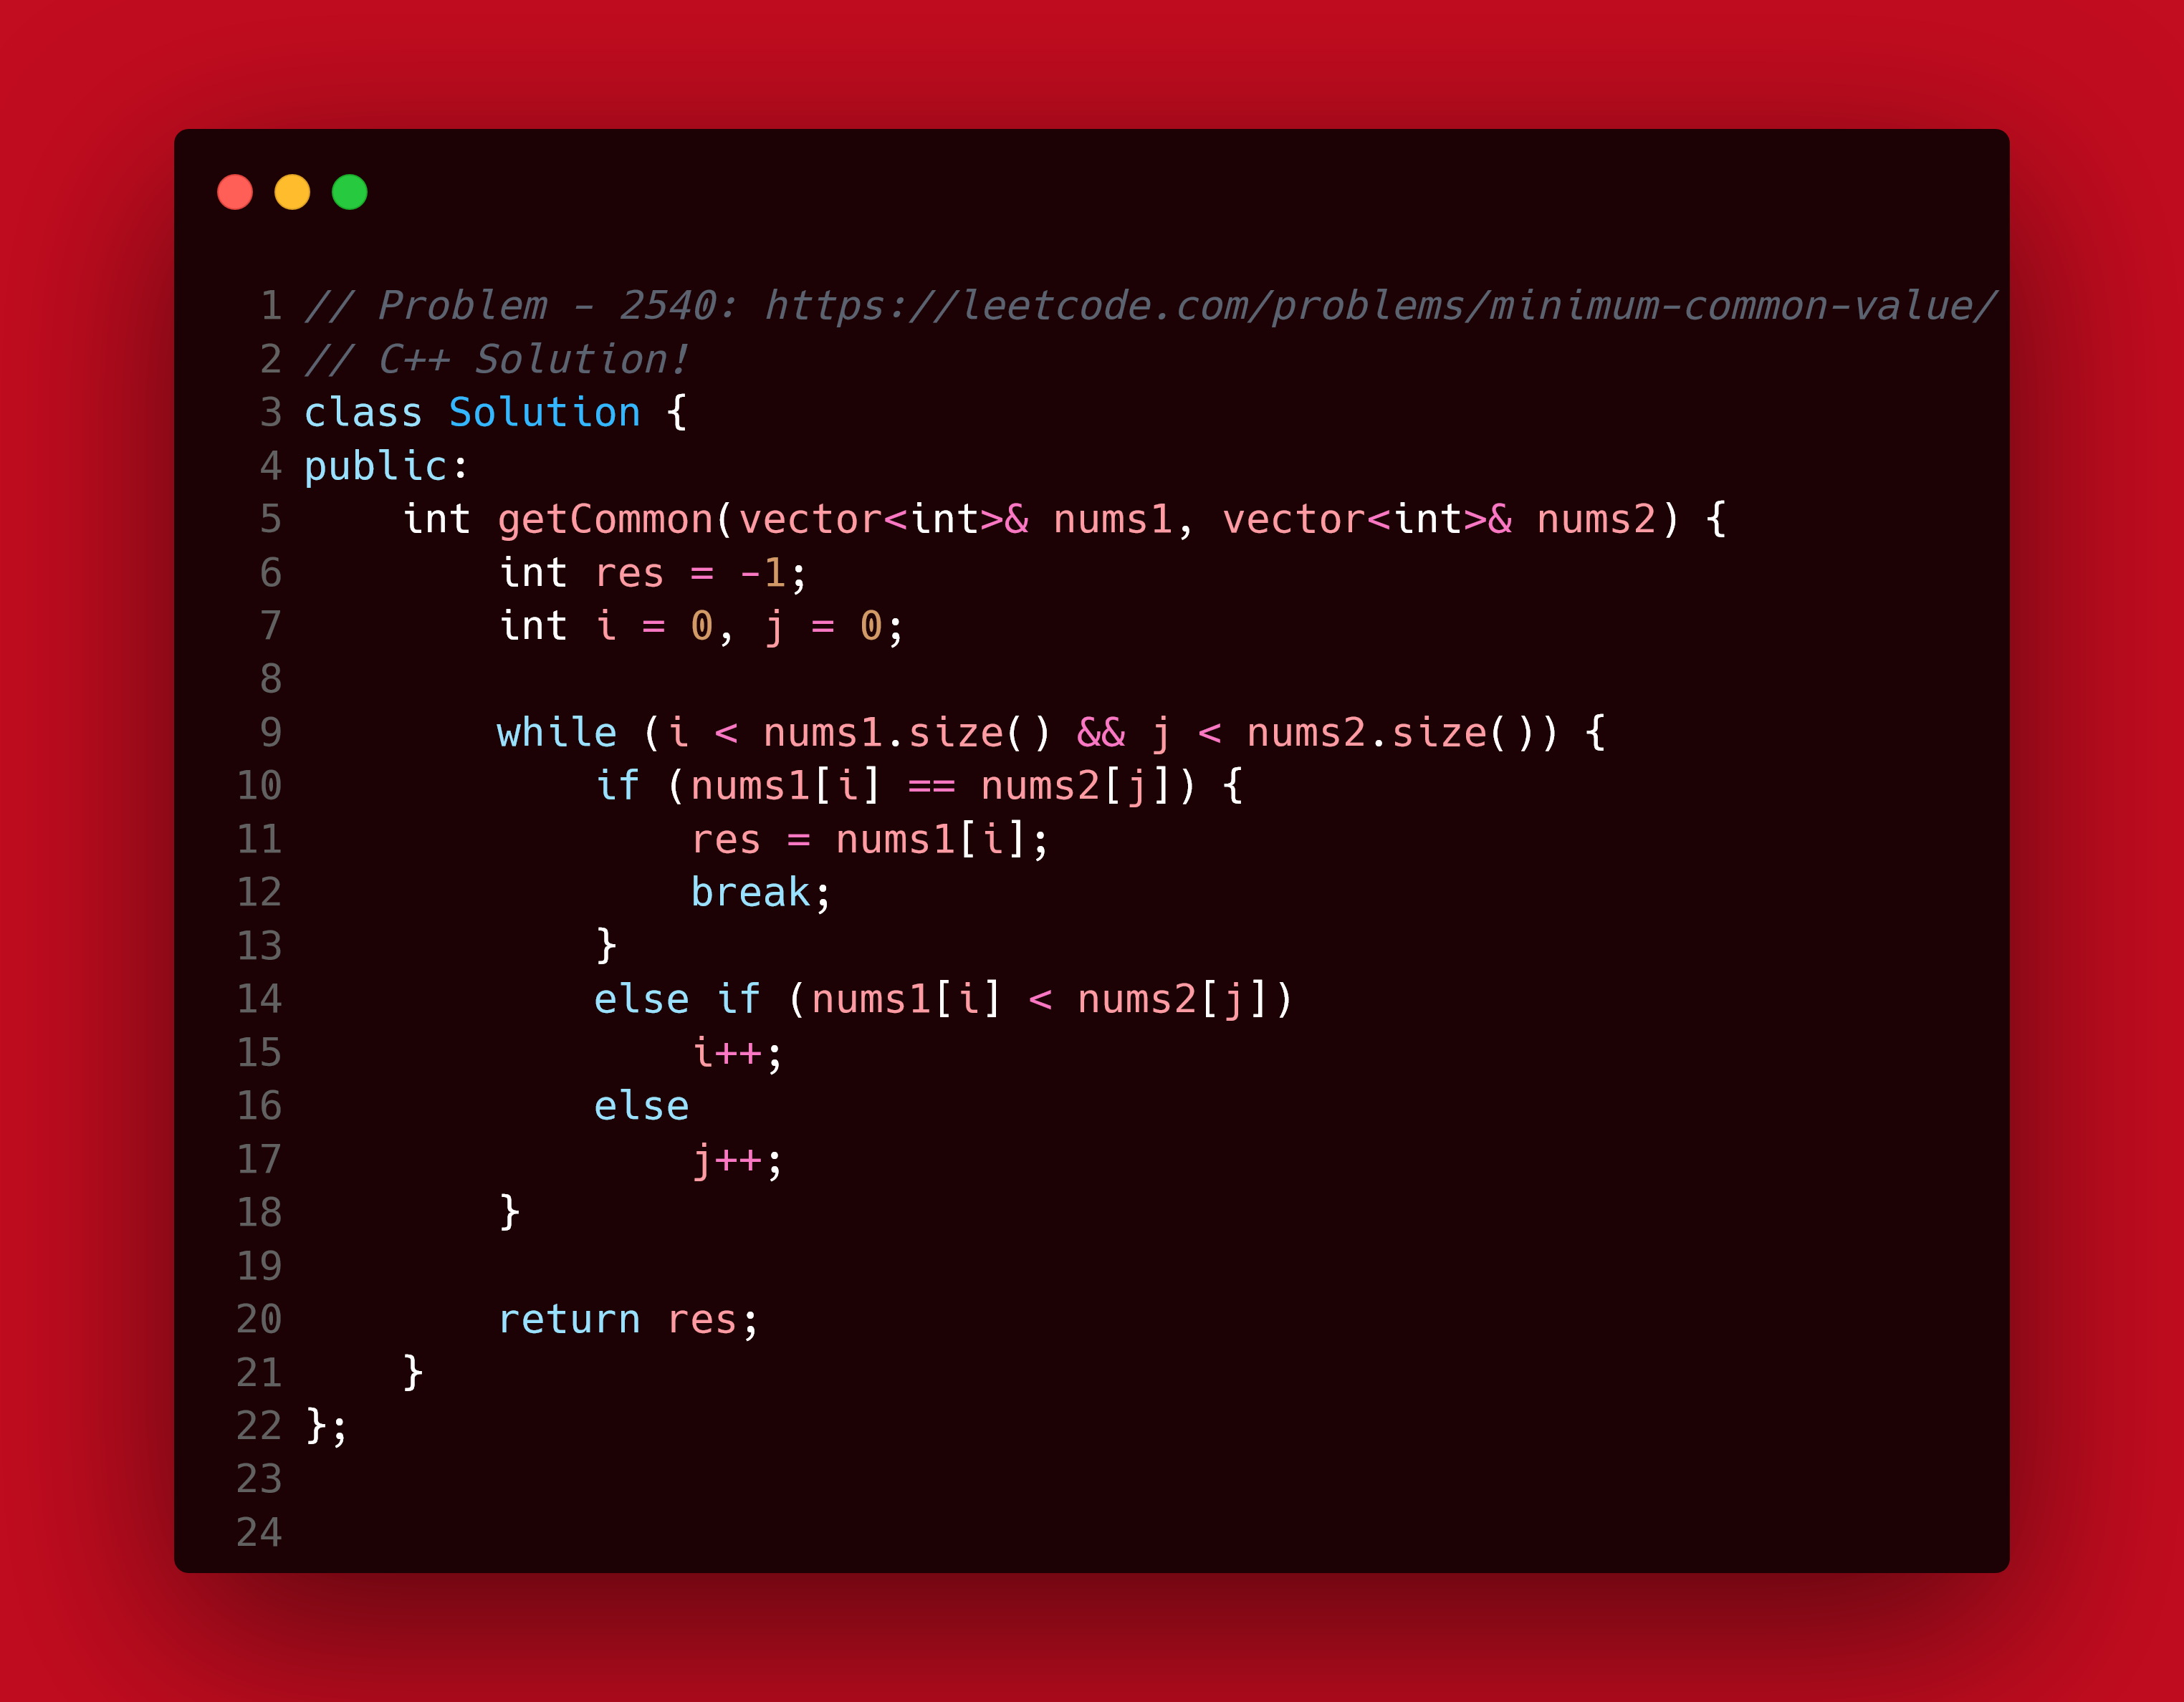 1 // Problem - 2540: https://leetcode.com/problems/minimum-common-value/
2 // C++ Solution!
3 class Solution {
4 public:
5     int getCommon(vector<int>& nums1, vector<int>& nums2) {
6         int res = -1;
7         int i = 0, j = 0;
8
9         while (i < nums1.size() && j < nums2.size()) {
10             if (nums1[i] == nums2[j]) {
11                 res = nums1[i];
12                 break;
13             }
14             else if (nums1[i] < nums2[j])
15                 i++;
16             else
17                 j++;
18         }
19
20         return res;
21     }
22 };
23
24